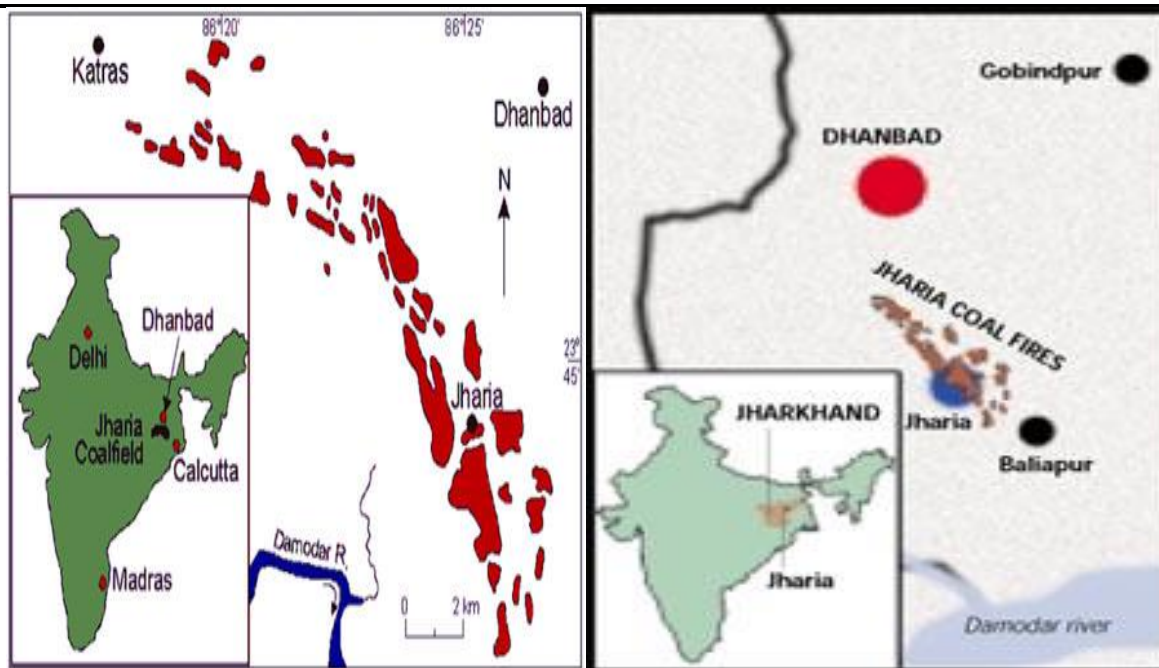 86°20'
86°25'
Katras
Dhanbad
N
Dhanbad
Delhi
Jharia
Coalfield
Calcutta
Madras
23°
45'
Jharia
Damodar R.
0 2 km
Gobindpur
DHANBAD
JHARIA COAL FIRES
Jharia
Baliapur
JHARKHAND
Jharia
Damodar river